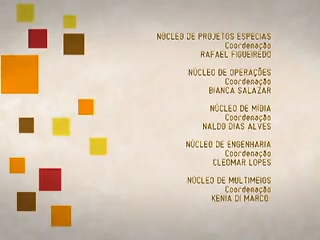 NÚCLEO DE PROJETOS ESPECIAS
Coordenação
RAFAEL FIGUEIREDO
NÚCLEO DE OPERAÇÕES
Coordenação
BIANCA SALAZAR
NÚCLEO DE MÍDIA
Coordenação
NALDO DIAS ALVES
NÚCLEO DE ENGENHARIA
Coordenação
CLEOMAR LOPES
NÚCLEO DE MULTIMEIOS
Coordenação
KENIA DI MARCO